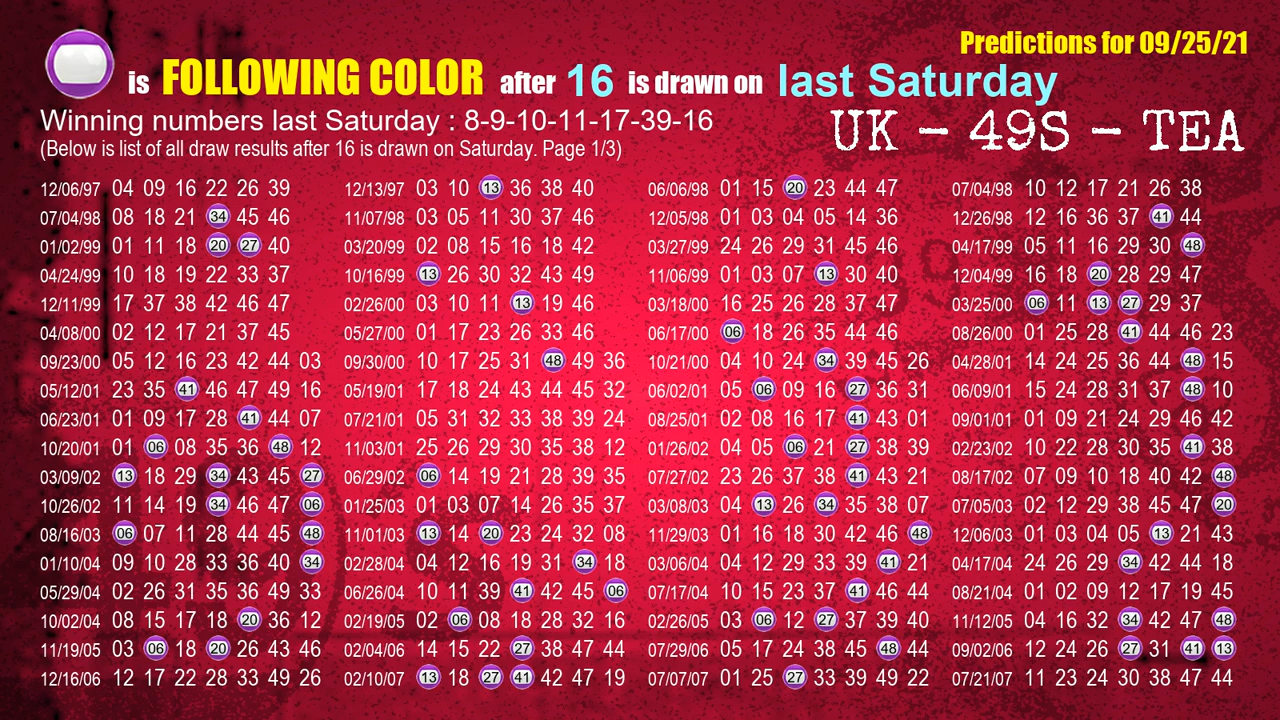 Predictions for 09/25/21
is FOLLOWING COLOR after 16 is drawn on last Saturday
Winning numbers last Saturday : 8-9-10-11-17-39-16
UK - 49S - TEA
(Below is list of all draw results after 16 is drawn on Saturday. Page 1/3)
12/06/97 04 09 16 22 26 39 12/13/97 03 10 13 36 38 40 06/06/98 01 15 20 23 44 47 07/04/98 10 12 17 21 26 38
07/04/98 08 18 21 34 45 46 11/07/98 03 05 11 30 37 46 12/05/98 01 03 04 05 14 36 12/26/98 12 16 36 37 41 44
01/02/99 01 11 18 20 27 40 03/20/99 02 08 15 16 18 42 03/27/99 24 26 29 31 45 46 04/17/99 05 11 16 29 30 48
04/24/99 10 18 19 22 33 37 10/16/99 13 26 30 32 43 49 11/06/99 01 03 07 13 30 40 12/04/99 16 18 20 28 29 47
12/11/99 17 37 38 42 46 47 02/26/00 03 10 11 13 19 46 03/18/00 16 25 26 28 37 47 03/25/00 06 11 13 27 29 37
04/08/00 02 12 17 21 37 45 05/27/00 01 17 23 26 33 46 06/17/00 06 18 26 35 44 46 08/26/00 01 25 28 41 44 46 23
09/23/00 05 12 16 23 42 44 03 09/30/00 10 17 25 31 48 49 36 10/21/00 04 10 24 34 39 45 26 04/28/01 14 24 25 36 44 48 15
05/12/01 23 35 41 46 47 49 16 05/19/01 17 18 24 43 44 45 32 06/02/01 05 06 09 16 27 36 31 06/09/01 15 24 28 31 37 48 10
06/23/01 01 09 17 28 41 44 07 07/21/01 05 31 32 33 38 39 24 08/25/01 02 08 16 17 41 43 01 09/01/01 01 09 21 24 29 46 42
10/20/01 01 06 08 35 36 48 12 11/03/01 25 26 29 30 35 38 12 01/26/02 04 05 06 21 27 38 39 02/23/02 10 22 28 30 35 41 38
03/09/02 13 18 29 34 43 45 27 06/29/02 06 14 19 21 28 39 35 07/27/02 23 26 37 38 41 43 21 08/17/02 07 09 10 18 40 42 48
10/26/02 11 14 19 34 46 47 06 01/25/03 01 03 07 14 26 35 37 03/08/03 04 13 26 34 35 38 07 07/05/03 02 12 29 38 45 47 20
08/16/03 06 07 11 28 44 45 48 11/01/03 13 14 20 23 24 32 08 11/29/03 01 16 18 30 42 46 48 12/06/03 01 03 04 05 13 21 43
01/10/04 09 10 28 33 36 40 34 02/28/04 04 12 16 19 31 34 18 03/06/04 04 12 29 33 39 41 21 04/17/04 24 26 29 34 42 44 18
05/29/04 02 26 31 35 36 49 33 06/26/04 10 11 39 41 42 45 06 07/17/04 10 15 23 37 41 46 44 08/21/04 01 02 09 12 17 19 45
10/02/04 08 15 17 18 20 36 12 02/19/05 02 06 08 18 28 32 16 02/26/05 03 06 12 27 37 39 40 11/12/05 04 16 32 34 42 47 48
11/19/05 03 06 18 20 26 43 46 02/04/06 14 15 22 27 38 47 44 07/29/06 05 17 24 38 45 48 44 09/02/06 12 24 26 27 31 41 13
12/16/06 12 17 22 28 33 49 26 02/10/07 13 18 27 41 42 47 19 07/07/07 01 25 27 33 39 49 22 07/21/07 11 23 24 30 38 47 44